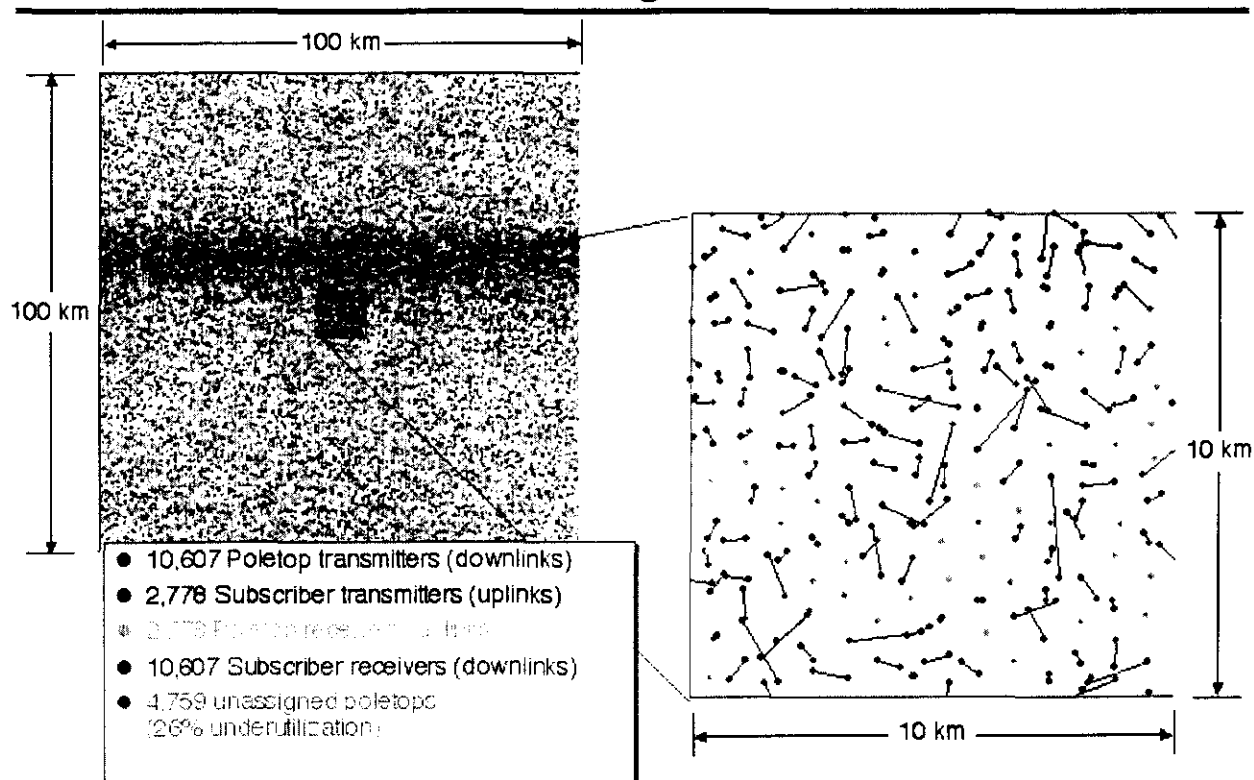 100 km
100 km
10 km
10 km
10,607 Poletop transmitters (downlinks)
2,778 Subscriber transmitters (uplinks)
10,607 Subscriber receivers (downlinks)
4,759 unassigned poletops
(26% underutilization)